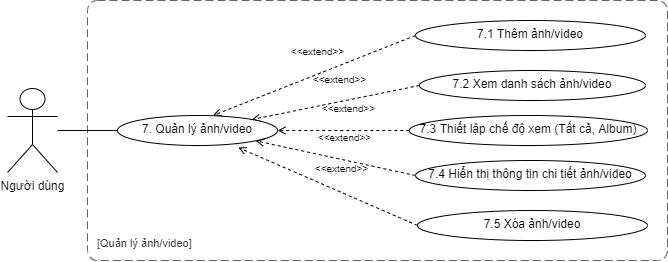 7.1 Thêm ảnh/video
<<extend>>
7.2 Xem danh sách ảnh/video
<<extend>>
<<extend>>
7. Quản lý ảnh/video
7.3 Thiết lập chế độ xem (Tất cả, Album)
<<extend>>
7.4 Hiển thị thông tin chi tiết ảnh/video
<<extend>>
Người dùng
7.5 Xóa ảnh/video
[Quản lý ảnh/video]